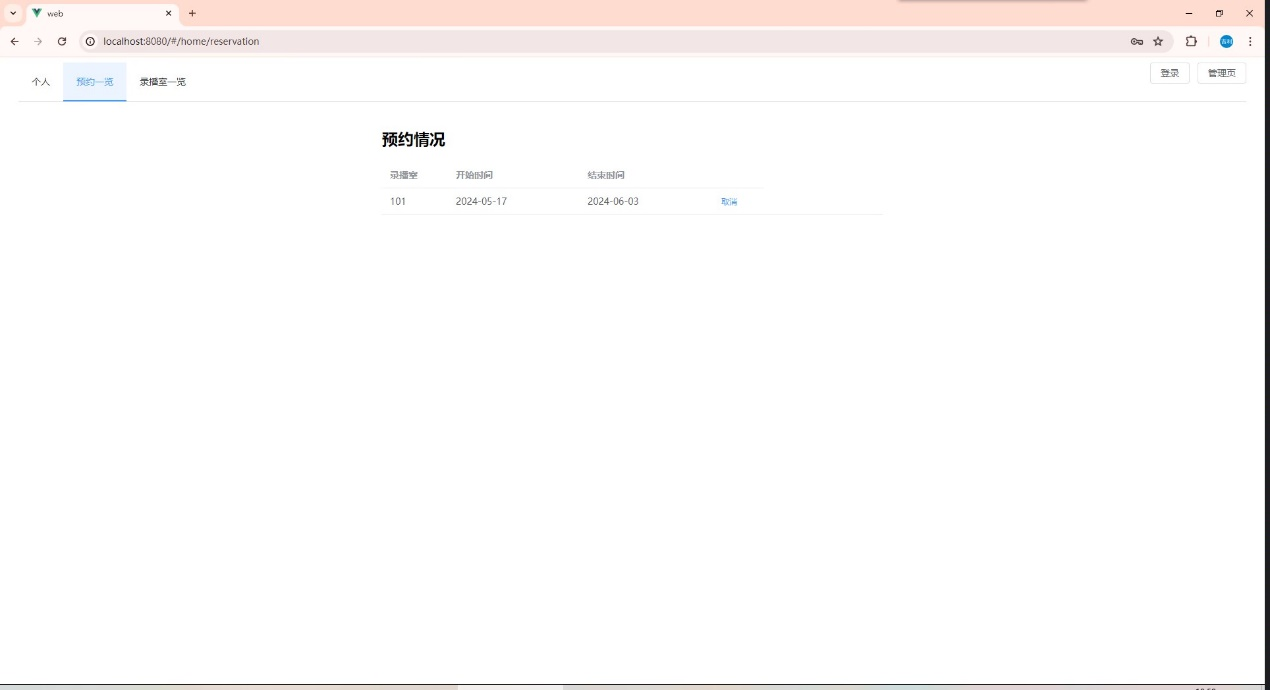 web
localhost:8080/#/home/reservation
个人 预约一览 录播室一览 登录 管理页
预约情况
录播室 开始时间 结束时间
101 2024-05-17 2024-06-03 取消